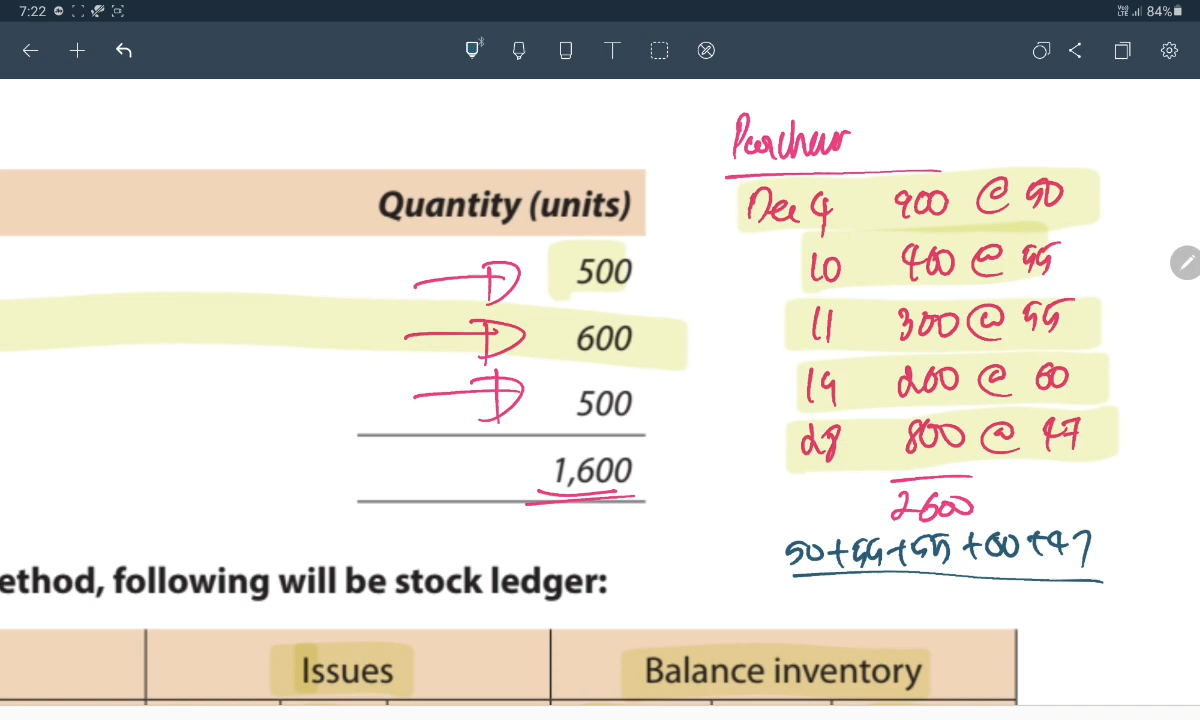 7:22 84%
Quantity (units)
500
600
500
1,600
Purchases
Dec 4 900 @ 50
10 400 @ 55
11 300 @ 55
19 200 @ 60
28 800 @ 47
2600
50+55+55+60+47
ethod, following will be stock ledger:
Issues Balance inventory